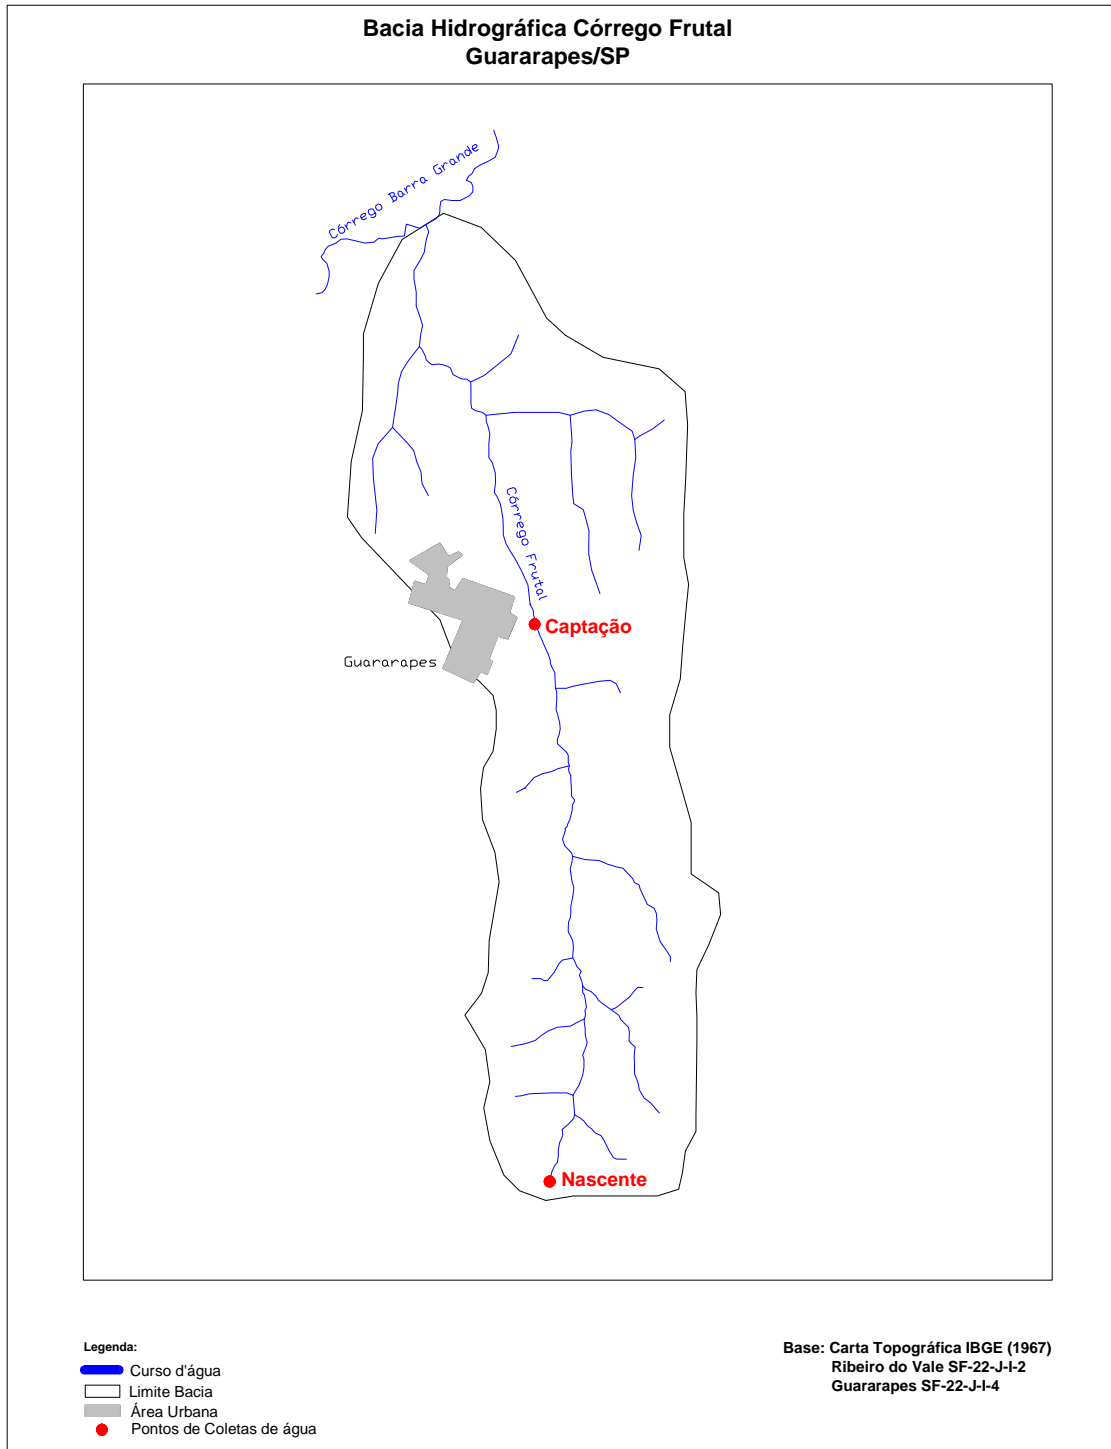 Bacia Hidrográfica Córrego Frutal
Guararapes/SP
Córrego Barra Grande
Córrego Frutal
Captação
Guararapes
Nascente
Legenda:
Curso d'água
Limite Bacia
Área Urbana
Pontos de Coletas de água
Base: Carta Topográfica IBGE (1967)
Ribeiro do Vale SF-22-J-I-2
Guararapes SF-22-J-I-4